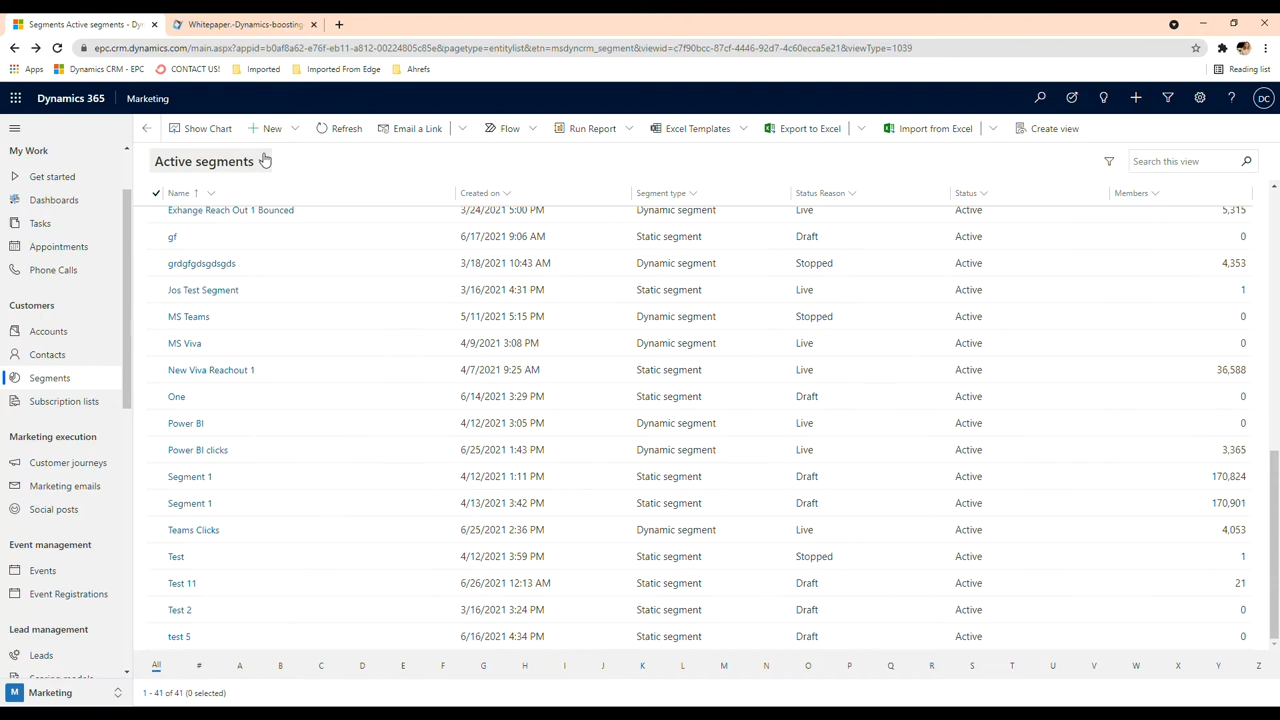 Segments Active segments - Dy
Whitepaper.-Dynamics-boosting-
epc.crm.dynamics.com/main.aspx?appid=b0af8a62-e76f-eb11-a812-00224805c85e&pagetype=entitylist&etn=msdyncrm_segment&viewid=c7f90bcc-87cf-4446-92d7-4c60ecca5e21&viewType=1039
Apps Dynamics CRM - EPC CONTACT US! Imported Imported From Edge Ahrefs Reading list
Dynamics 365 Marketing DC
Show Chart New Refresh Email a Link Flow Run Report Excel Templates Export to Excel Import from Excel Create view
My Work
Get started
Dashboards
Tasks
Appointments
Phone Calls
Customers
Accounts
Contacts
Segments
Subscription lists
Marketing execution
Customer journeys
Marketing emails
Social posts
Event management
Events
Event Registrations
Lead management
Leads
Scoring models
M Marketing
Active segments
Search this view
Name Created on Segment type Status Reason Status Members
Exhange Reach Out 1 Bounced 3/24/2021 5:00 PM Dynamic segment Live Active 5,315
gf 6/17/2021 9:06 AM Static segment Draft Active 0
grdgfgdsgdsgds 3/18/2021 10:43 AM Dynamic segment Stopped Active 4,353
Jos Test Segment 3/16/2021 4:31 PM Static segment Live Active 1
MS Teams 5/11/2021 5:15 PM Dynamic segment Stopped Active 0
MS Viva 4/9/2021 3:08 PM Dynamic segment Live Active 0
New Viva Reachout 1 4/7/2021 9:25 AM Static segment Live Active 36,588
One 6/14/2021 3:29 PM Static segment Draft Active 0
Power BI 4/12/2021 3:05 PM Dynamic segment Live Active 0
Power BI clicks 6/25/2021 1:43 PM Dynamic segment Live Active 3,365
Segment 1 4/12/2021 1:11 PM Static segment Draft Active 170,824
Segment 1 4/13/2021 3:42 PM Static segment Draft Active 170,901
Teams Clicks 6/25/2021 2:36 PM Dynamic segment Live Active 4,053
Test 4/12/2021 3:59 PM Static segment Stopped Active 1
Test 11 6/26/2021 12:13 AM Static segment Draft Active 21
Test 2 3/16/2021 3:24 PM Static segment Draft Active 0
test 5 6/16/2021 4:34 PM Static segment Draft Active 0
All # A B C D E F G H I J K L M N O P Q R S T U V W X Y Z
1 - 41 of 41 (0 selected)